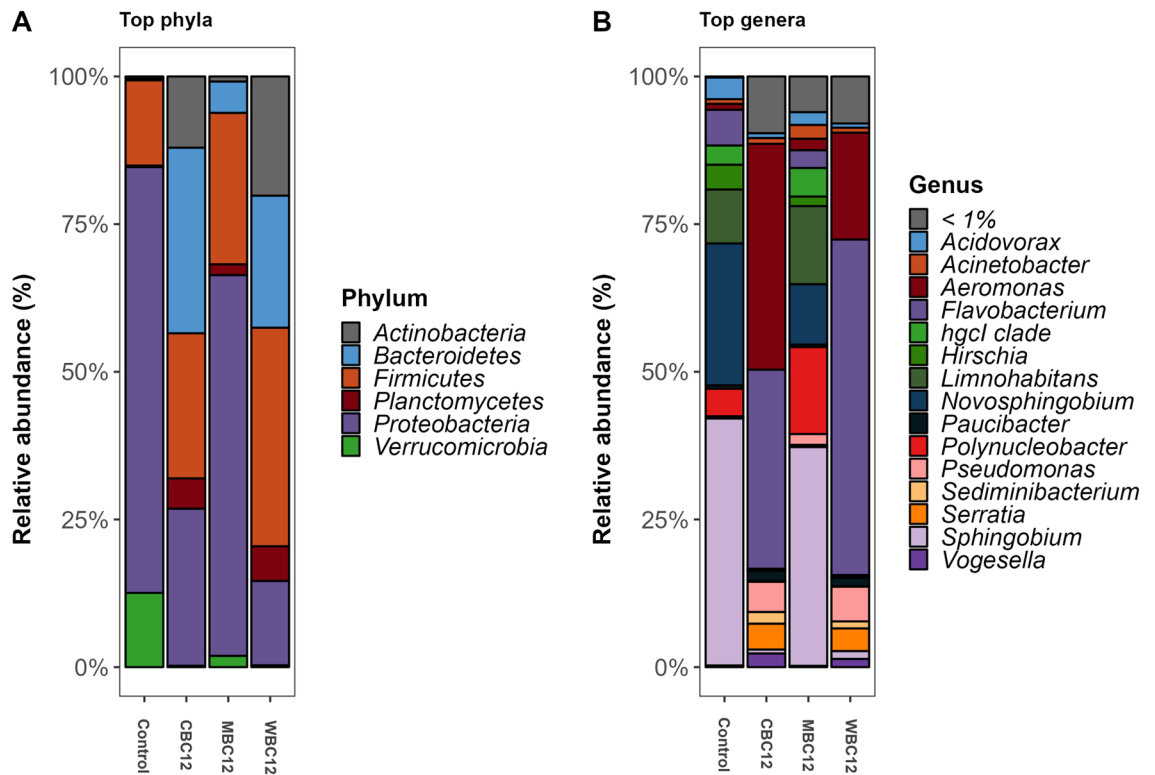 A
Top phyla
Relative abundance (%)
100%
75%
50%
25%
0%
Control
CBC12
MBC12
WBC12
Phylum
Actinobacteria
Bacteroidetes
Firmicutes
Planctomycetes
Proteobacteria
Verrucomicrobia
B
Top genera
Relative abundance (%)
100%
75%
50%
25%
0%
Control
CBC12
MBC12
WBC12
Genus
< 1%
Acidovorax
Acinetobacter
Aeromonas
Flavobacterium
hgcI clade
Hirschia
Limnohabitans
Novosphingobium
Paucibacter
Polynucleobacter
Pseudomonas
Sediminibacterium
Serratia
Sphingobium
Vogesella